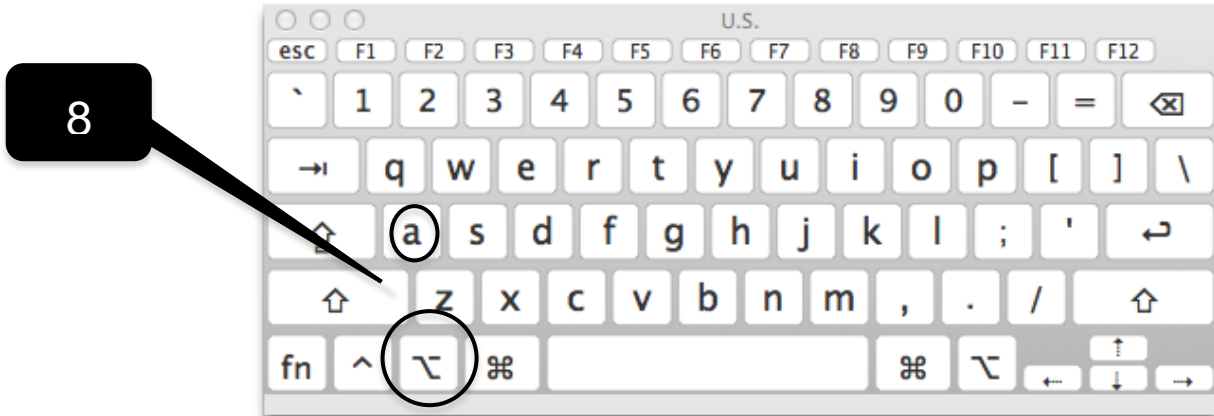 U.S.
esc F1 F2 F3 F4 F5 F6 F7 F8 F9 F10 F11 F12
8
` 1 2 3 4 5 6 7 8 9 0 - = ⌫
⇥ q w e r t y u i o p [ ] \
⇪ a s d f g h j k l ; ' ↩
⇧ z x c v b n m , . / ⇧
fn ^ ⌥ ⌘ ⌘ ⌥ ← ↑ ↓ →